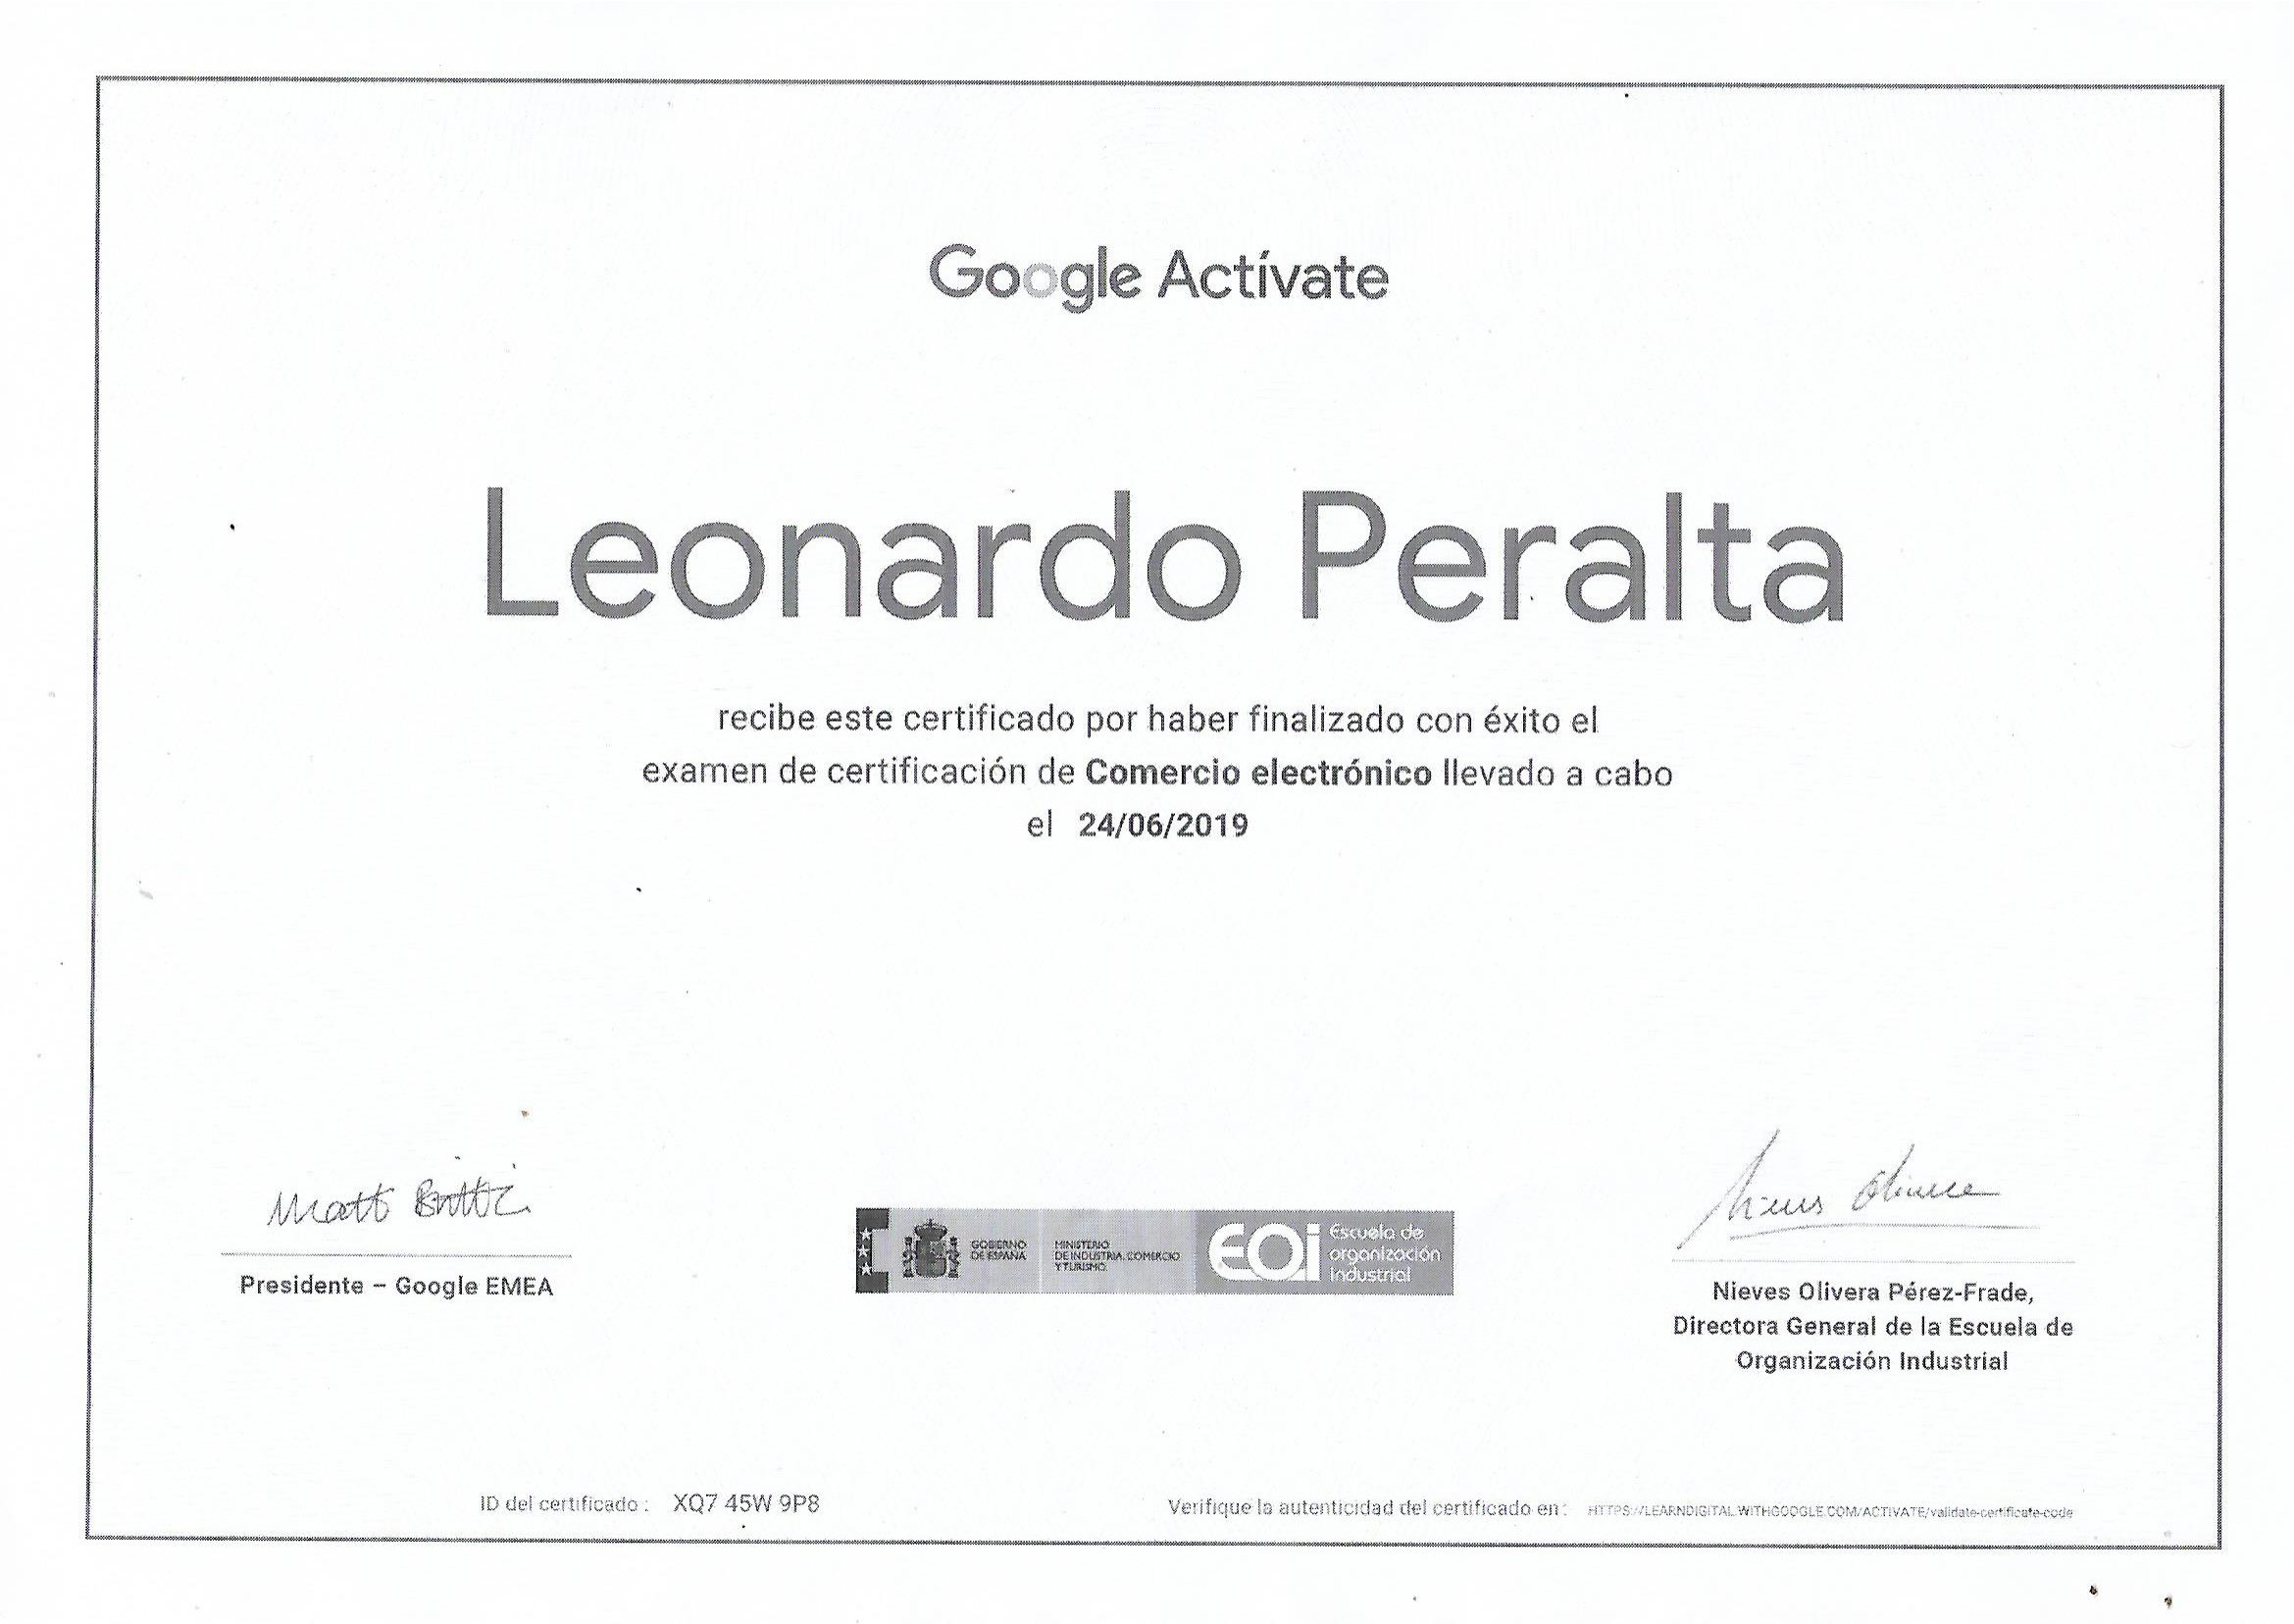 Google Actívate
Leonardo Peralta
recibe este certificado por haber finalizado con éxito el
examen de certificación de Comercio electrónico llevado a cabo
el 24/06/2019
Matt Brittin
Presidente – Google EMEA
GOBIERNO
DE ESPAÑA
MINISTERIO
DE INDUSTRIA, COMERCIO
Y TURISMO
EOi
Escuela de
organización
industrial
Nieves Olivera
Nieves Olivera Pérez-Frade,
Directora General de la Escuela de
Organización Industrial
ID del certificado : XQ7 45W 9P8
Verifique la autenticidad del certificado en : HTTPS://LEARNDIGITAL.WITHGOOGLE.COM/ACTIVATE/validate-certificate-code